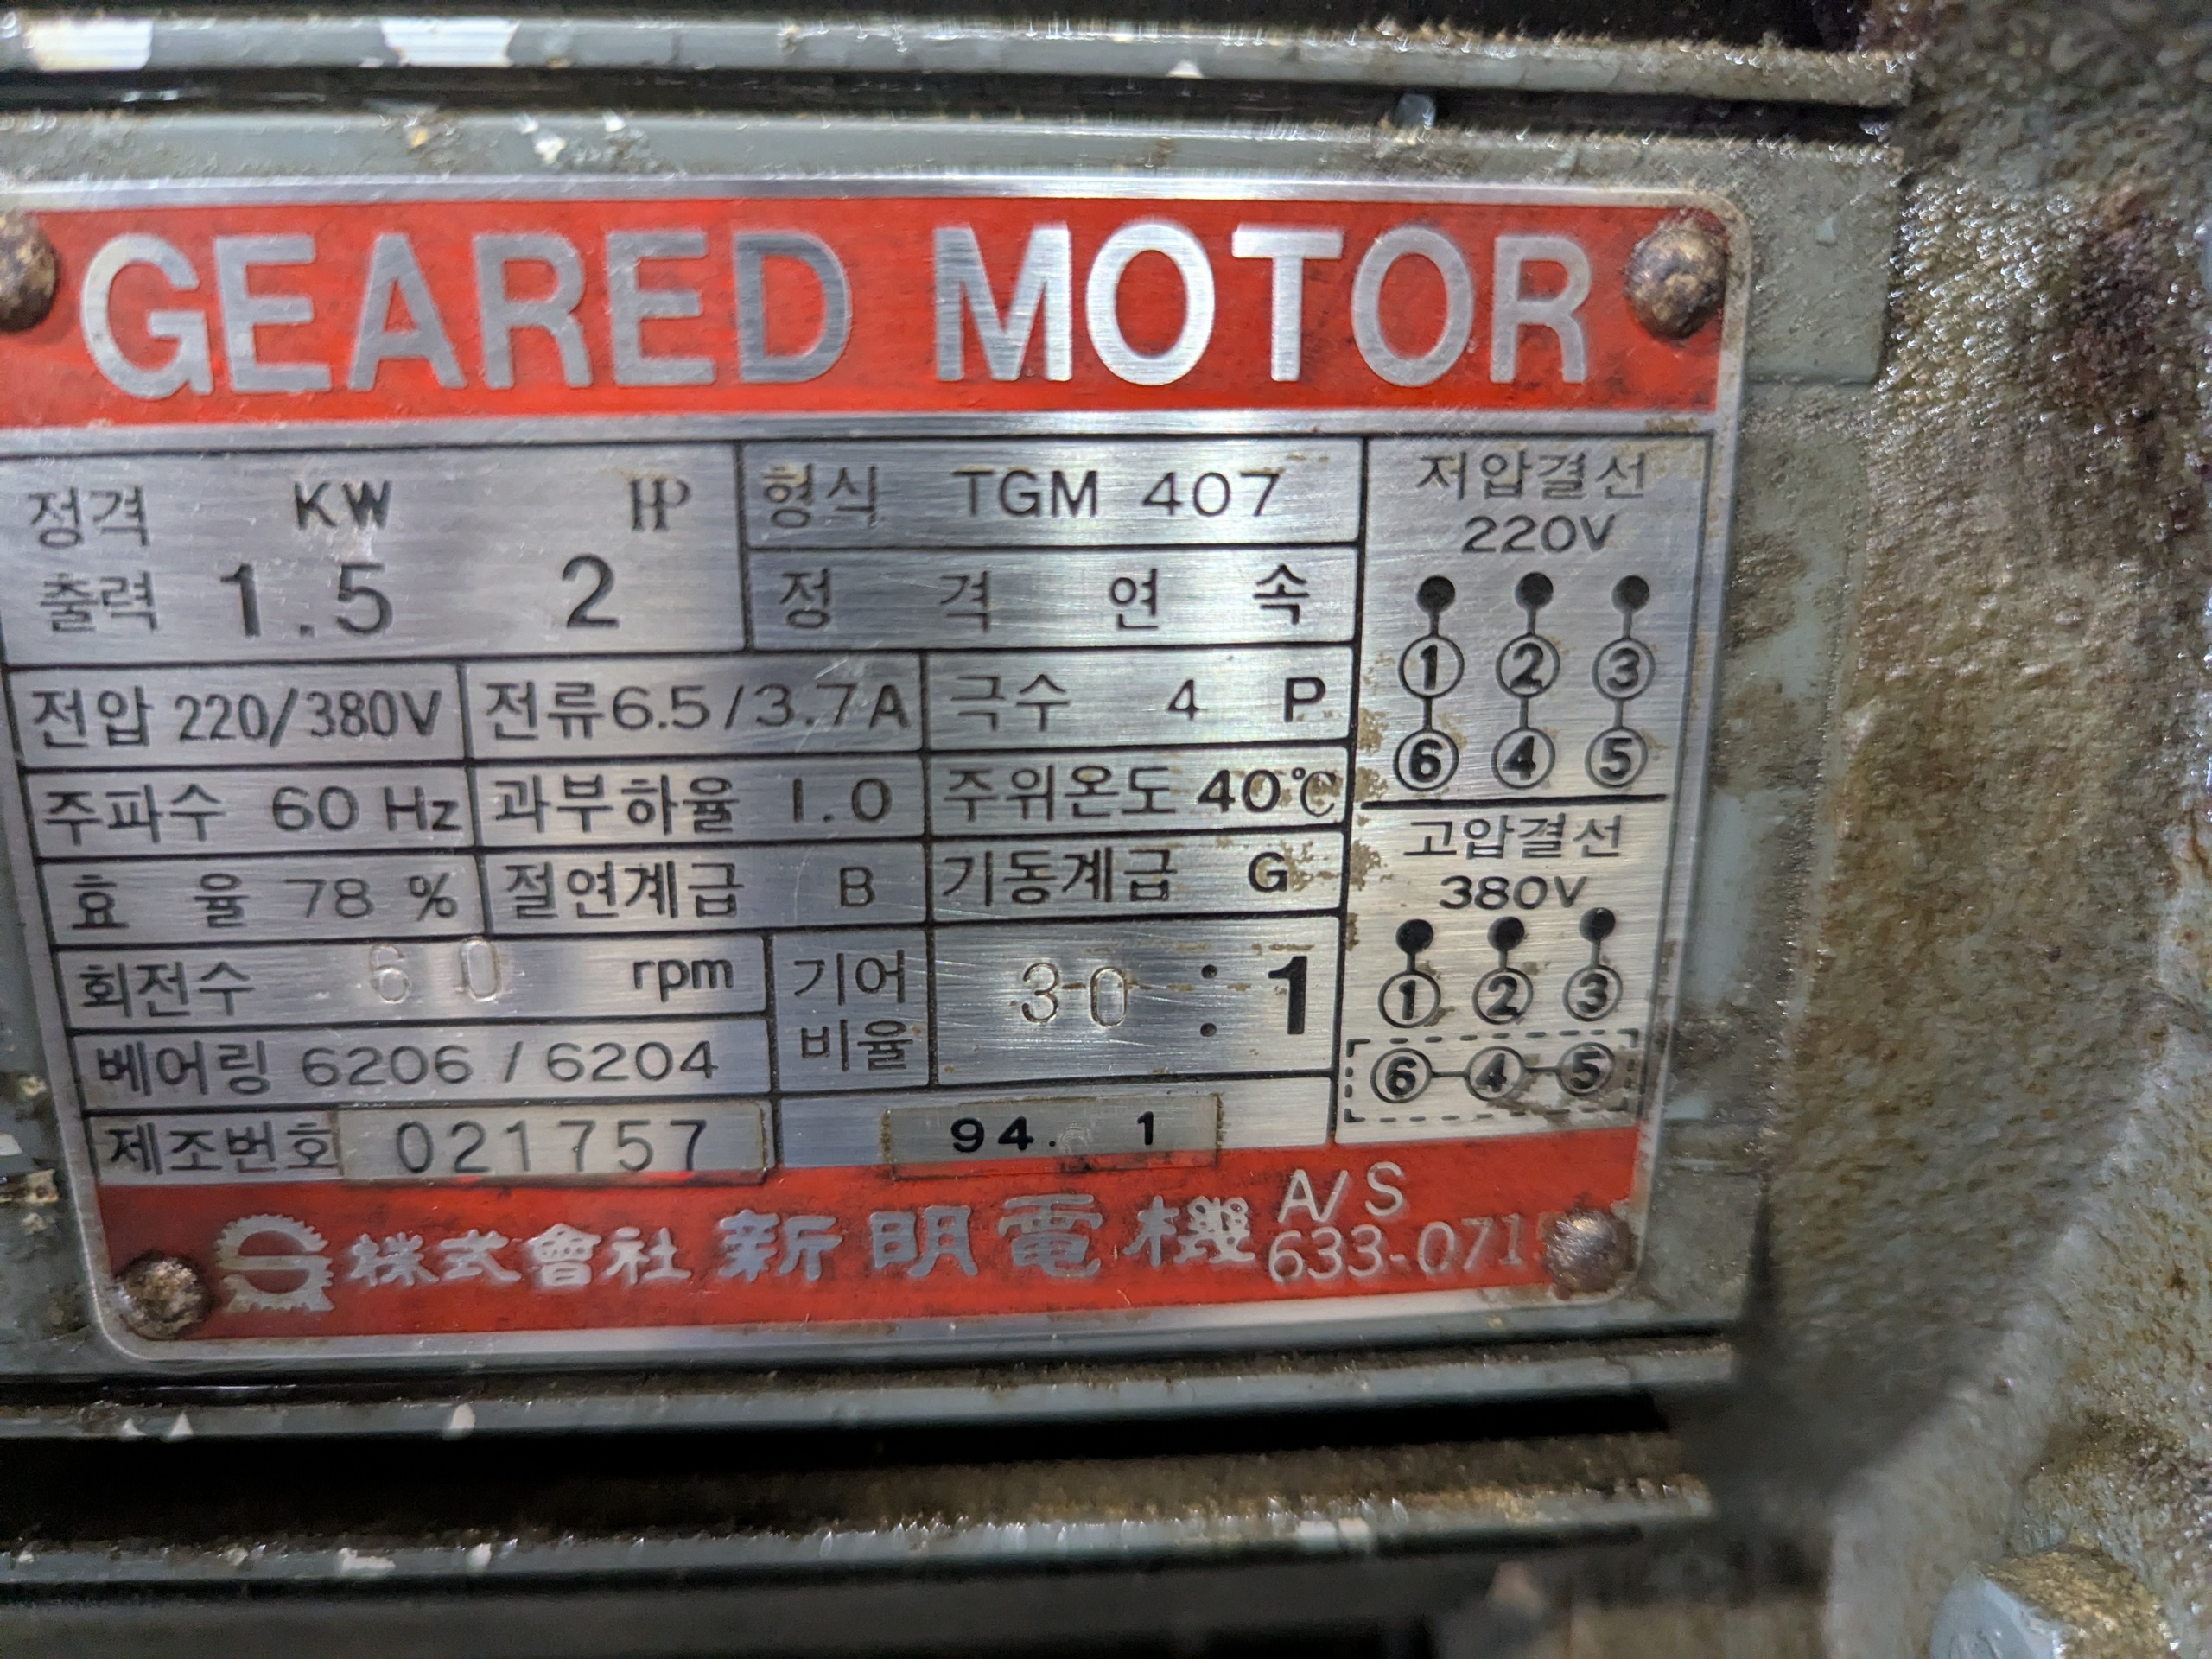 GEARED MOTOR
정격 출력 KW 1.5 HP 2
형식 TGM 407
정 격 연 속
전압 220/380V 전류 6.5/3.7A 극수 4 P
주파수 60 Hz 과부하율 1.0 주위온도 40℃
효 율 78 % 절연계급 B 기동계급 G
회전수 60 rpm
기어 비율 30 : 1
베어링 6206 / 6204
제조번호 021757
94. 1
저압결선
220V
① ② ③
⑥ ④ ⑤
고압결선
380V
① ② ③
⑥ ④ ⑤
株式會社 新明電機 A/S